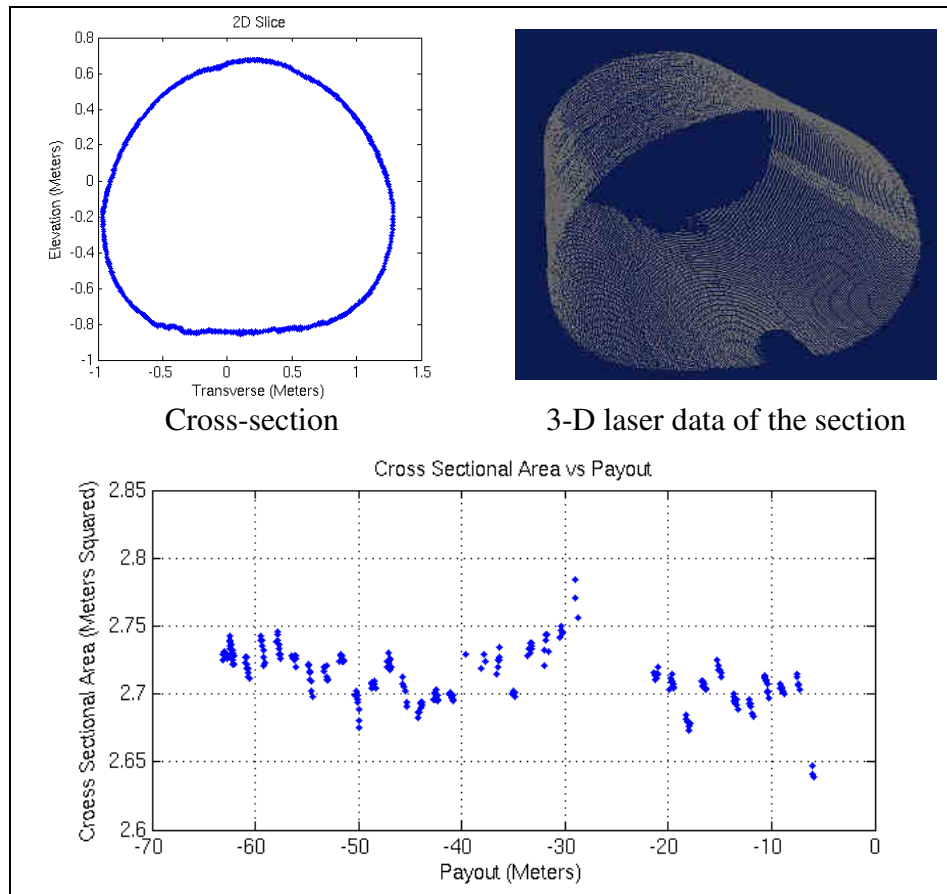 2D Slice
Elevation (Meters)
0.8
0.6
0.4
0.2
0
-0.2
-0.4
-0.6
-0.8
-1
-1 -0.5 0 0.5 1 1.5
Transverse (Meters)
Cross-section
3-D laser data of the section
Cross Sectional Area vs Payout
Croess Sectional Area (Meters Squared)
2.85
2.8
2.75
2.7
2.65
2.6
-70 -60 -50 -40 -30 -20 -10 0
Payout (Meters)